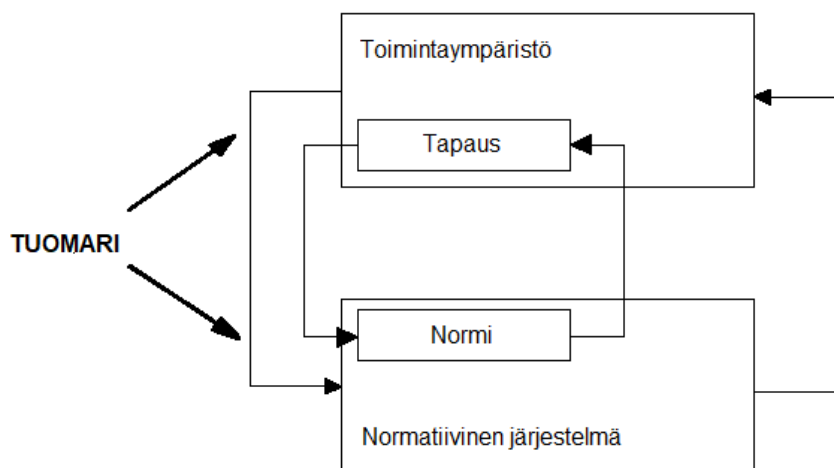 Toimintaympäristö
Tapaus
TUOMARI
Normi
Normatiivinen järjestelmä